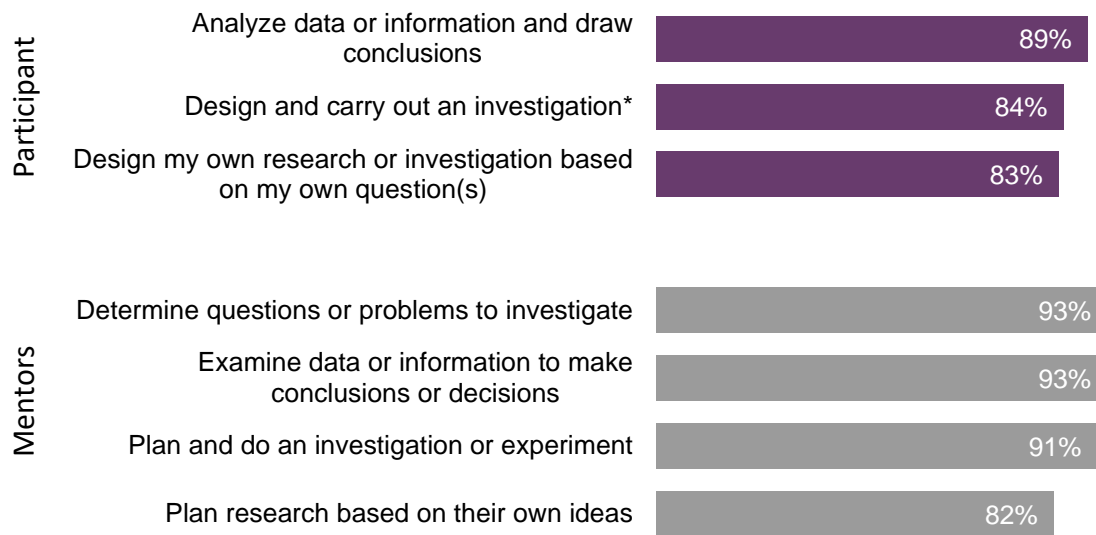 Participant
Analyze data or information and draw
conclusions
89%
Design and carry out an investigation*
84%
Design my own research or investigation based
on my own question(s)
83%
Mentors
Determine questions or problems to investigate
93%
Examine data or information to make
conclusions or decisions
93%
Plan and do an investigation or experiment
91%
Plan research based on their own ideas
82%